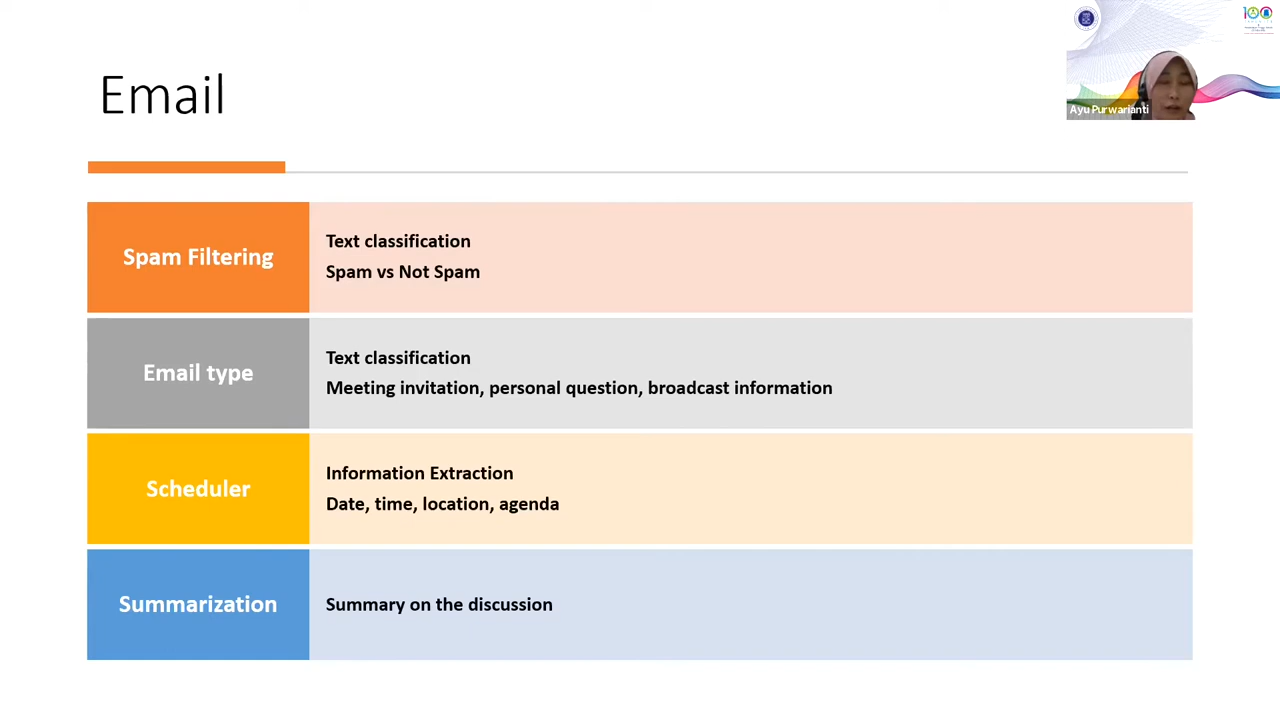 Email
Ayu Purwarianti
Spam Filtering
Text classification
Spam vs Not Spam
Email type
Text classification
Meeting invitation, personal question, broadcast information
Scheduler
Information Extraction
Date, time, location, agenda
Summarization
Summary on the discussion
100